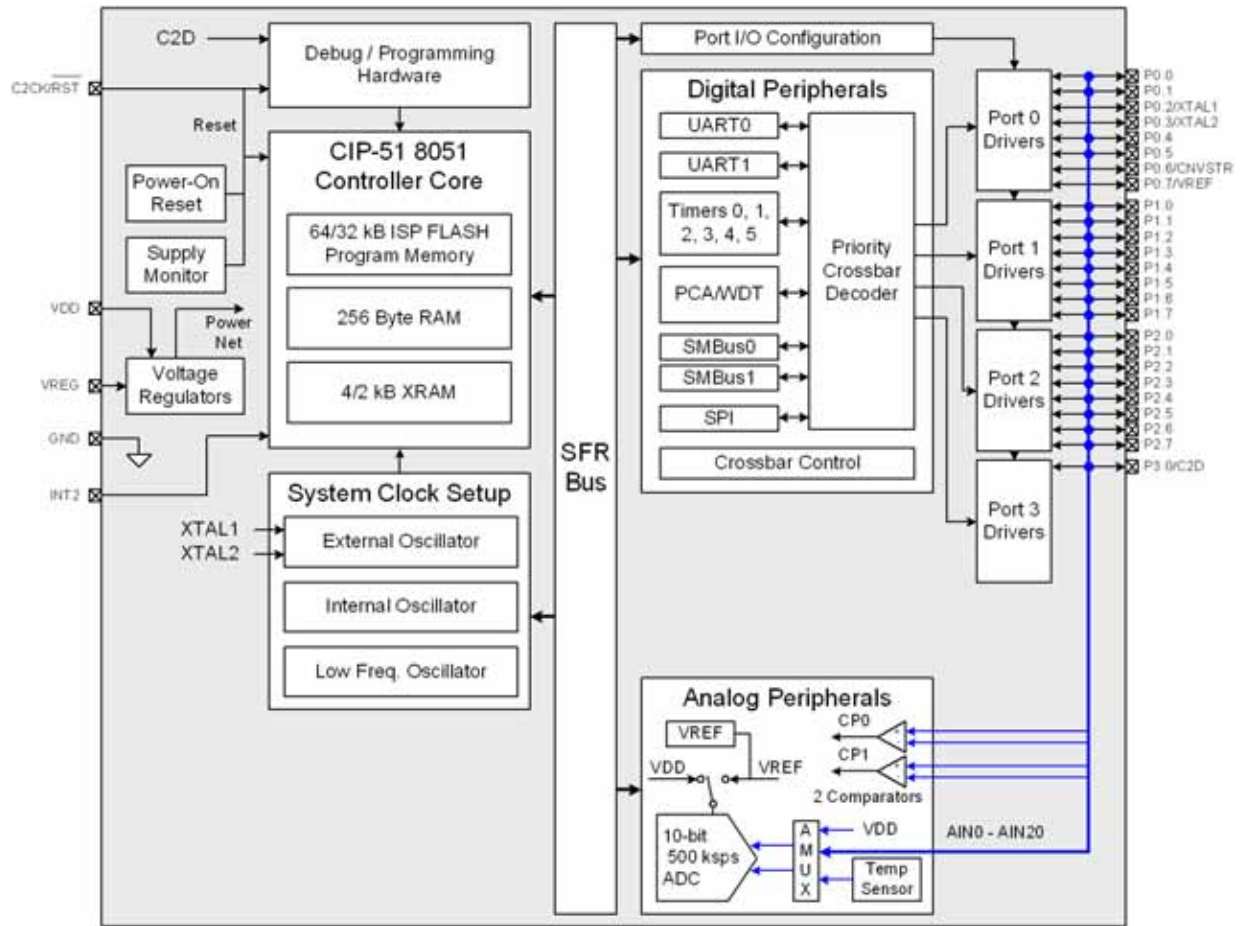 C2D
C2CK/RST
Reset
Power-On
Reset
Supply
Monitor
VDD
Power
Net
VREG
Voltage
Regulators
GND
INT2
Debug / Programming
Hardware
CIP-51 8051
Controller Core
64/32 kB ISP FLASH
Program Memory
256 Byte RAM
4/2 kB XRAM
System Clock Setup
XTAL1
XTAL2
External Oscillator
Internal Oscillator
Low Freq. Oscillator
SFR
Bus
Port I/O Configuration
Digital Peripherals
UART0
UART1
Timers 0, 1,
2, 3, 4, 5
PCA/WDT
SMBus0
SMBus1
SPI
Priority
Crossbar
Decoder
Crossbar Control
Port 0
Drivers
Port 1
Drivers
Port 2
Drivers
Port 3
Drivers
P0.0
P0.1
P0.2/XTAL1
P0.3/XTAL2
P0.4
P0.5
P0.6/CNVSTR
P0.7/VREF
P1.0
P1.1
P1.2
P1.3
P1.4
P1.5
P1.6
P1.7
P2.0
P2.1
P2.2
P2.3
P2.4
P2.5
P2.6
P2.7
P3.0/C2D
Analog Peripherals
VREF
VDD
VREF
CP0
+
-
CP1
+
-
2 Comparators
10-bit
500 ksps
ADC
AMUX
VDD
Temp
Sensor
AIN0 - AIN20